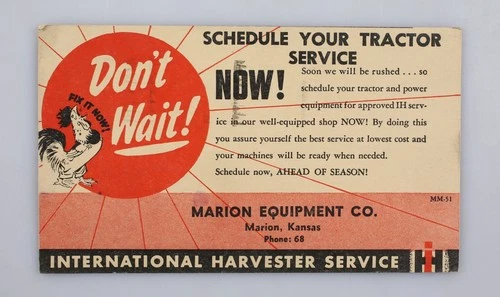 SCHEDULE YOUR TRACTOR
SERVICE
Don't
Wait!
FIX IT NOW!
NOW!
Soon we will be rushed . . . so
schedule your tractor and power
equipment for approved IH serv-
ice in our well-equipped shop NOW! By doing this
you assure yourself the best service at lowest cost and
your machines will be ready when needed.
Schedule now, AHEAD OF SEASON!
MM-51
MARION EQUIPMENT CO.
Marion, Kansas
Phone: 68
INTERNATIONAL HARVESTER SERVICE
IH